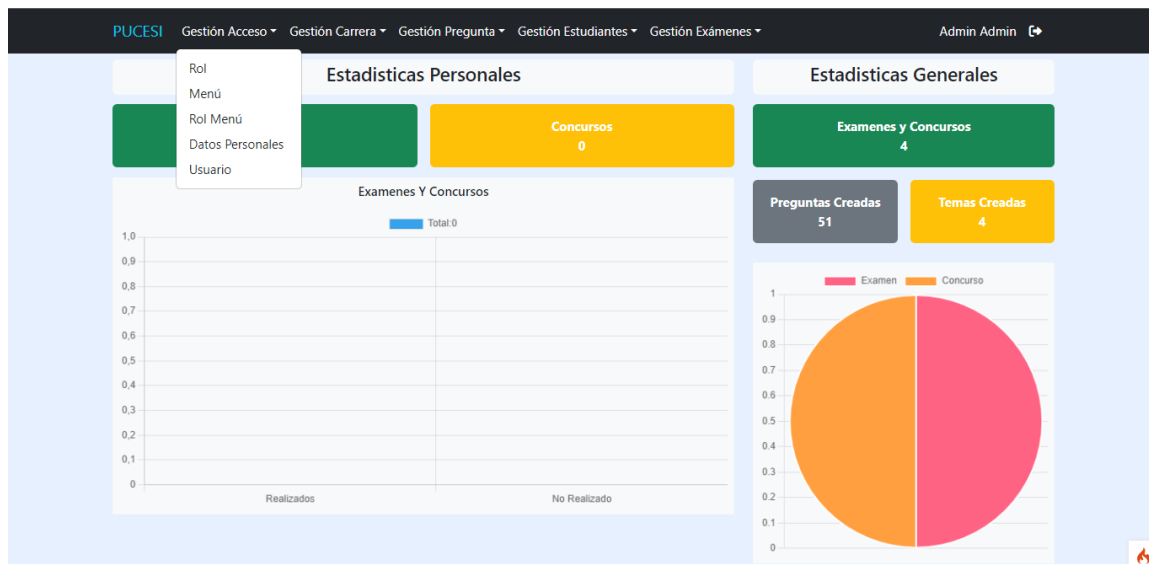 PUCESI Gestión Acceso Gestión Carrera Gestión Pregunta Gestión Estudiantes Gestión Exámenes Admin Admin
Rol
Menú
Rol Menú
Datos Personales
Usuario
Estadisticas Personales
Concursos
0
Examenes Y Concursos
Total:0
1,0
0,9
0,8
0,7
0,6
0,5
0,4
0,3
0,2
0,1
0
Realizados No Realizado
Estadisticas Generales
Examenes y Concursos
4
Preguntas Creadas
51
Temas Creadas
4
Examen Concurso
1
0.9
0.8
0.7
0.6
0.5
0.4
0.3
0.2
0.1
0